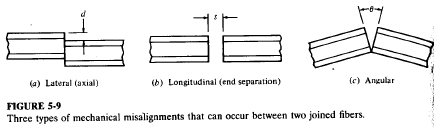 d
s
θ
(a) Lateral (axial)
(b) Longitudinal (end separation)
(c) Angular
FIGURE 5-9
Three types of mechanical misalignments that can occur between two joined fibers.